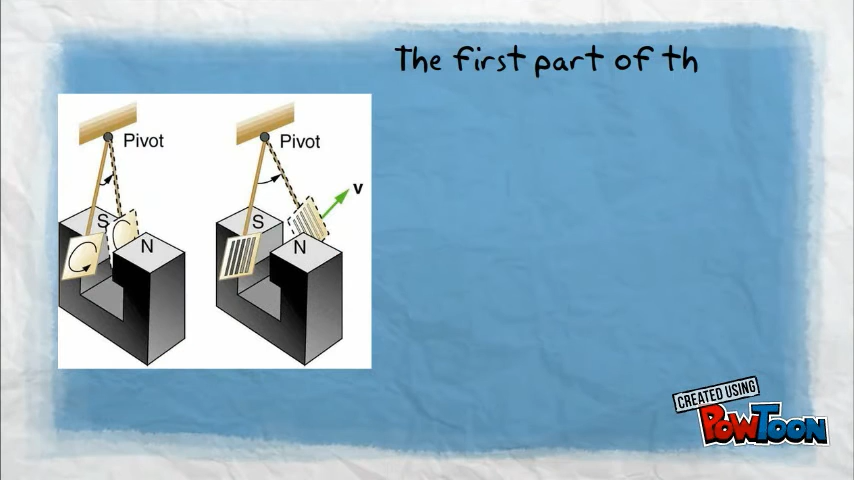 The first part of th
Pivot
Pivot
v
S
N
S
N
CREATED USING
POWTOON